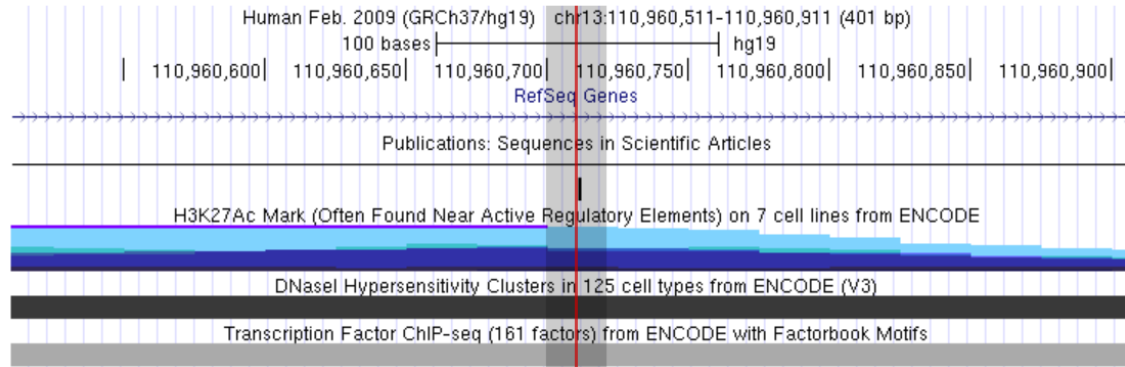 Human Feb. 2009 (GRCh37/hg19) chr13:110,960,511-110,960,911 (401 bp)
100 bases hg19
110,960,600 110,960,650 110,960,700 110,960,750 110,960,800 110,960,850 110,960,900
RefSeq Genes
Publications: Sequences in Scientific Articles
H3K27Ac Mark (Often Found Near Active Regulatory Elements) on 7 cell lines from ENCODE
DNaseI Hypersensitivity Clusters in 125 cell types from ENCODE (V3)
Transcription Factor ChIP-seq (161 factors) from ENCODE with Factorbook Motifs